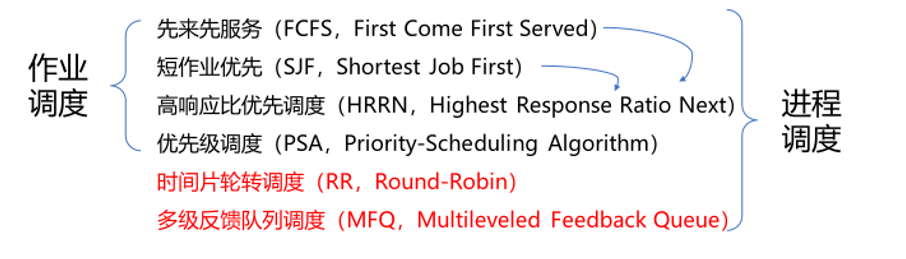 作业
调度
先来先服务（FCFS，First Come First Served）
短作业优先（SJF，Shortest Job First）
高响应比优先调度（HRRN，Highest Response Ratio Next）
优先级调度（PSA，Priority-Scheduling Algorithm）
时间片轮转调度（RR，Round-Robin）
多级反馈队列调度（MFQ，Multileveled Feedback Queue）
进程
调度